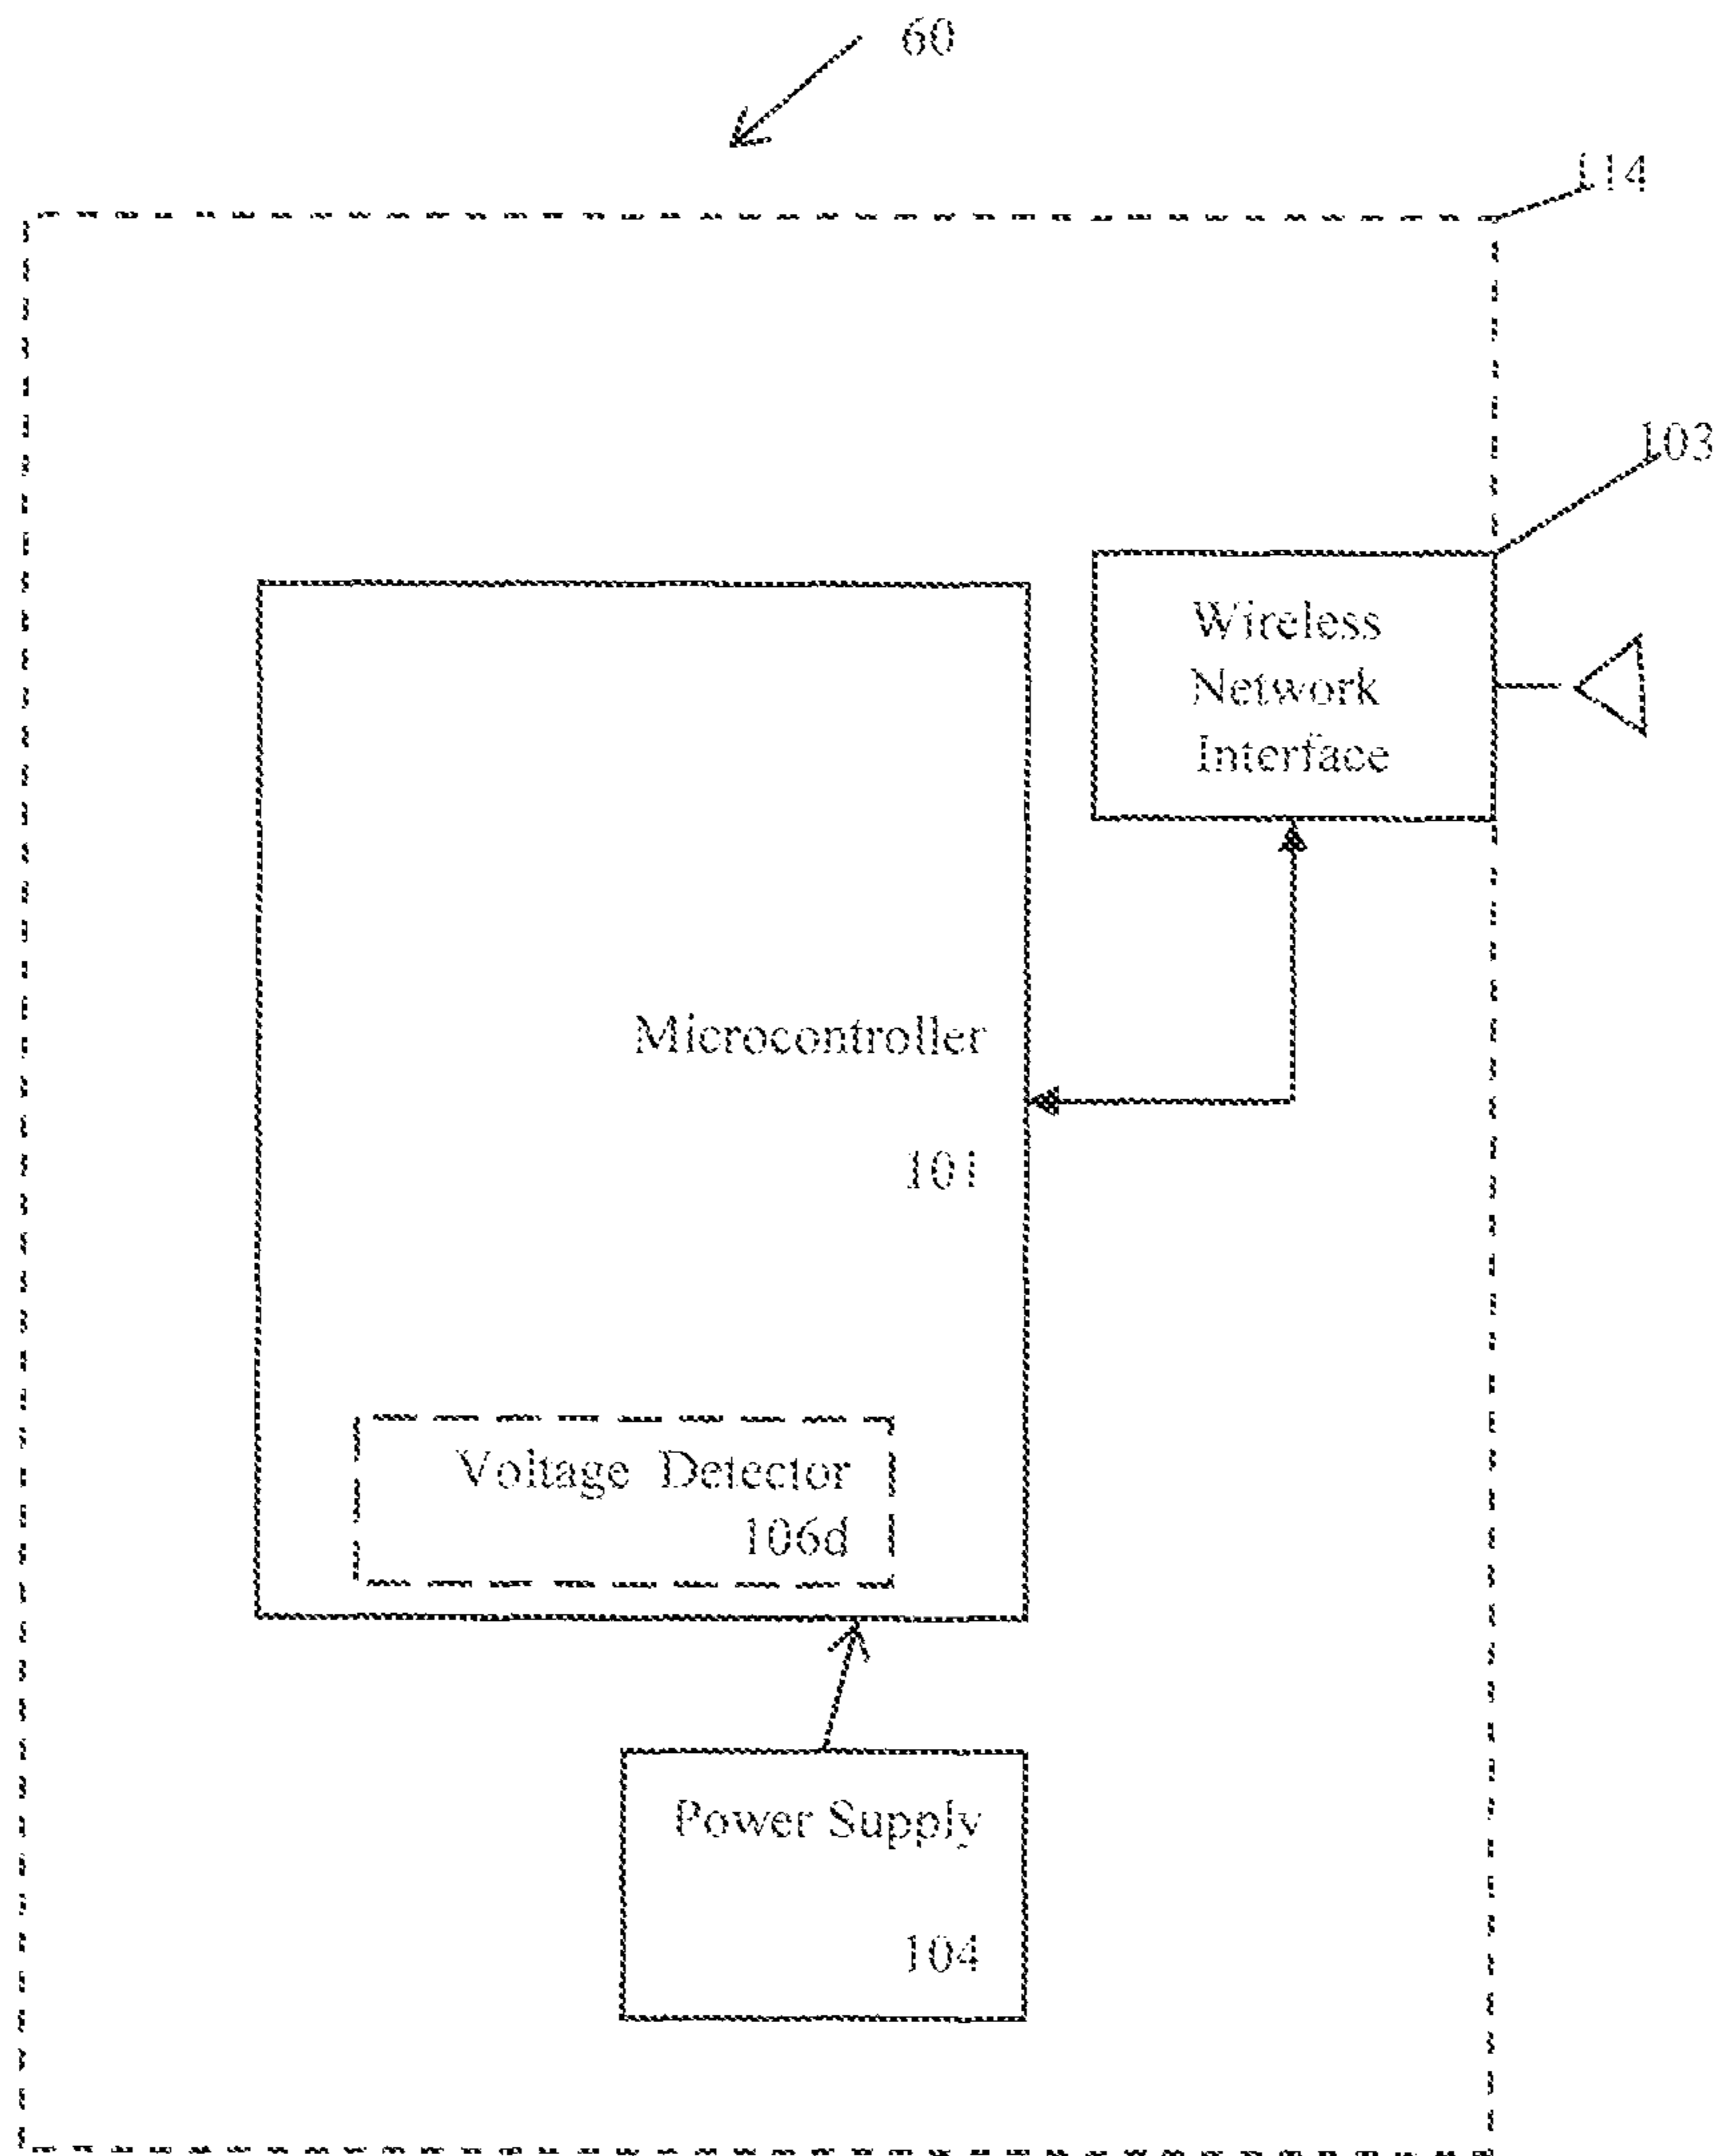 60
114
103
Wireless
Network
Interface
Microcontroller
101
Voltage Detector
106d
Power Supply
104